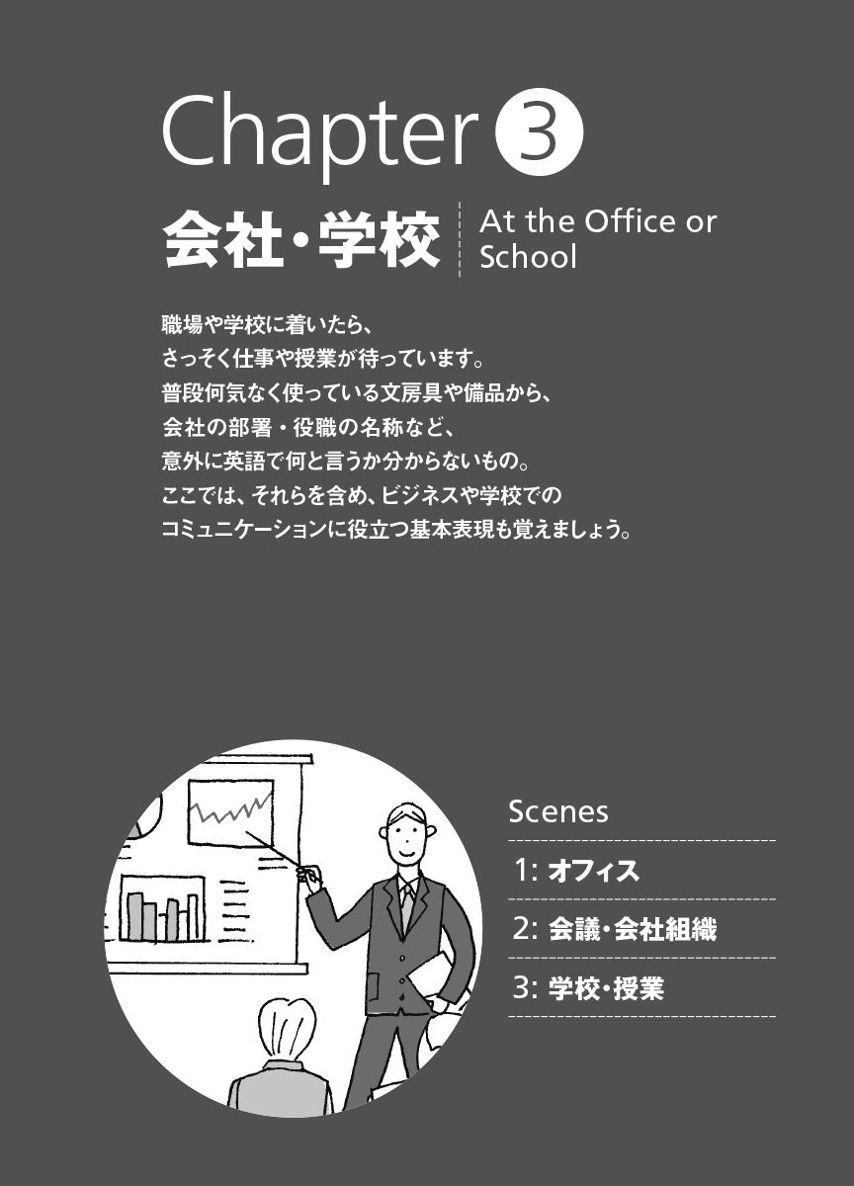 Chapter 3
会社・学校
At the Office or
School
職場や学校に着いたら、
さっそく仕事や授業が待っています。
普段何気なく使っている文房具や備品から、
会社の部署・役職の名称など、
意外に英語で何と言うか分からないもの。
ここでは、それらを含め、ビジネスや学校での
コミュニケーションに役立つ基本表現も覚えましょう。
Scenes
1: オフィス
2: 会議・会社組織
3: 学校・授業